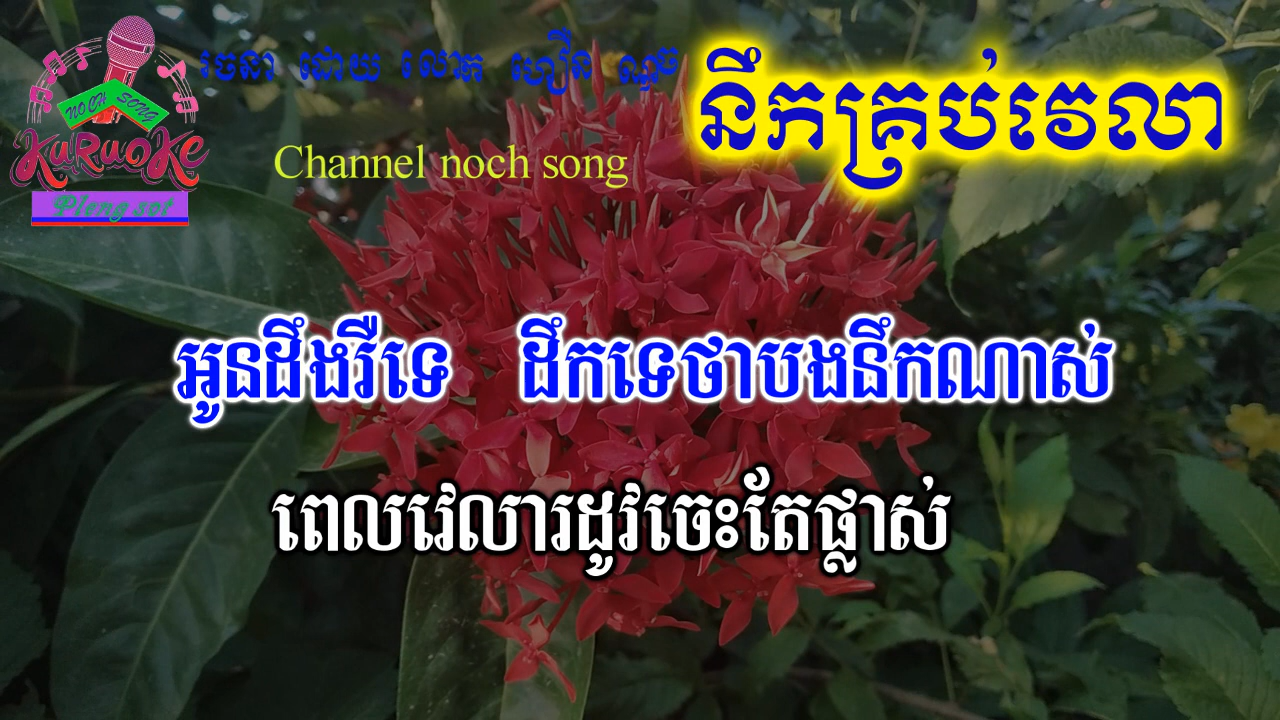 NOCH SONG
KaRuoKe
Pleng sot
រចនា ដោយ លោក ហឿន ណូច
Channel noch song
នឹកគ្រប់វេលា
អូនដឹងរឺទេ ដឹកទេថាបងនឹកណាស់
ពេលវេលារដូវចេះតែផ្លាស់